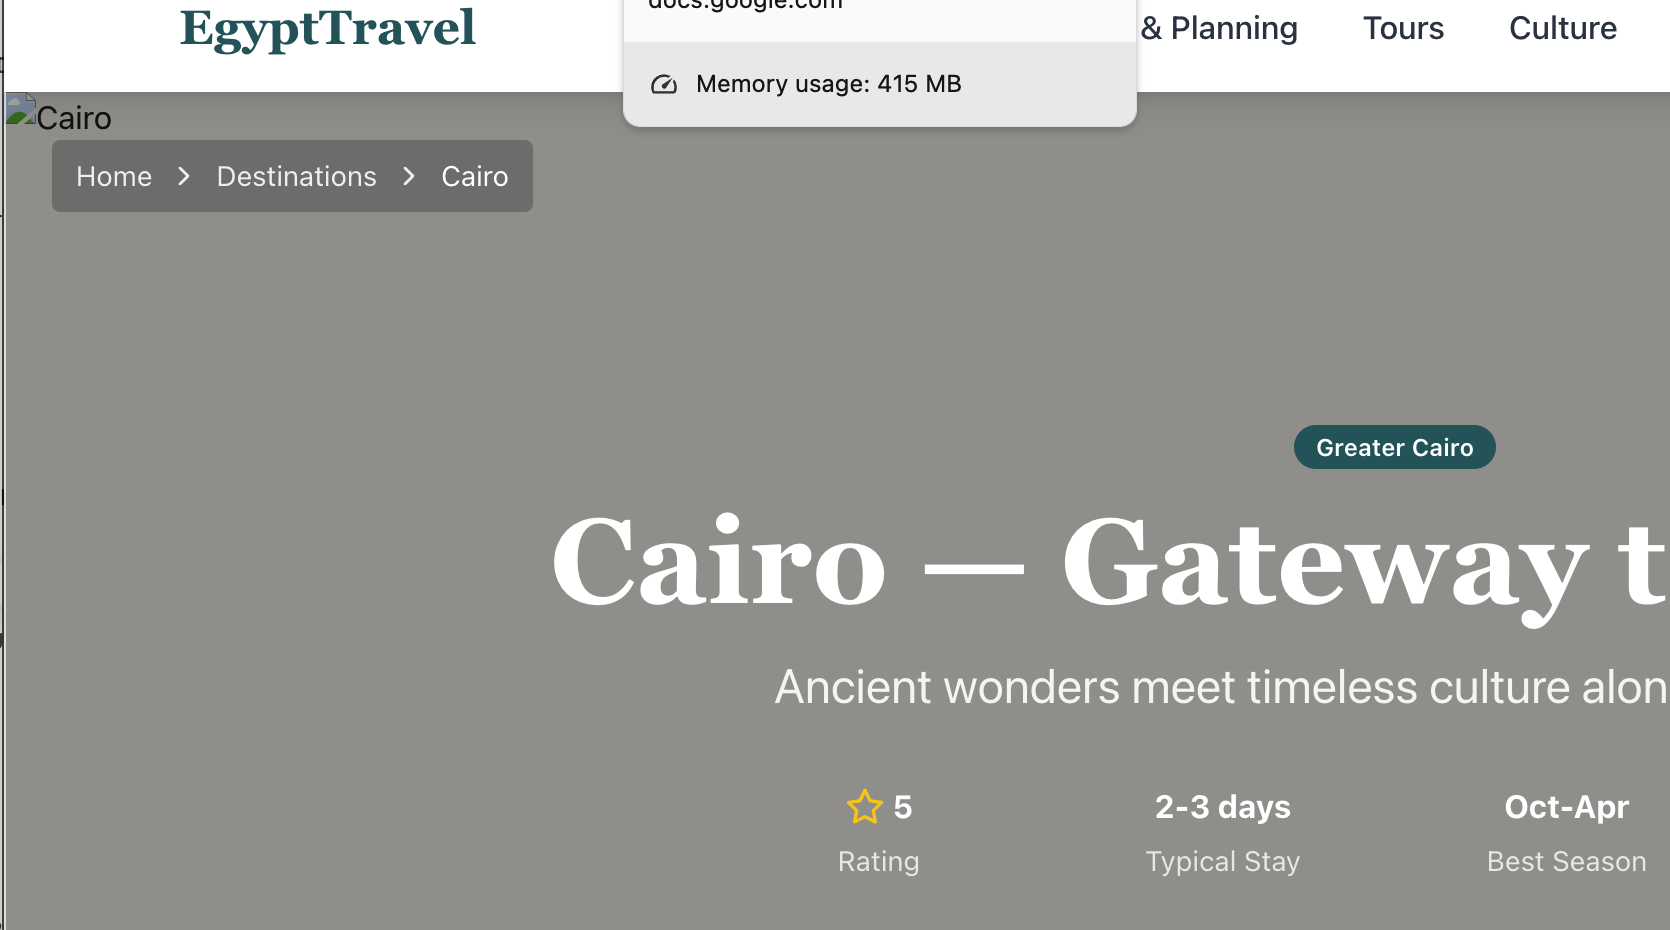 docs.google.com
EgyptTravel
& Planning
Tours
Culture
Memory usage: 415 MB
Cairo
Home > Destinations > Cairo
Greater Cairo
Cairo — Gateway t
Ancient wonders meet timeless culture alon
5
2-3 days
Oct-Apr
Rating
Typical Stay
Best Season